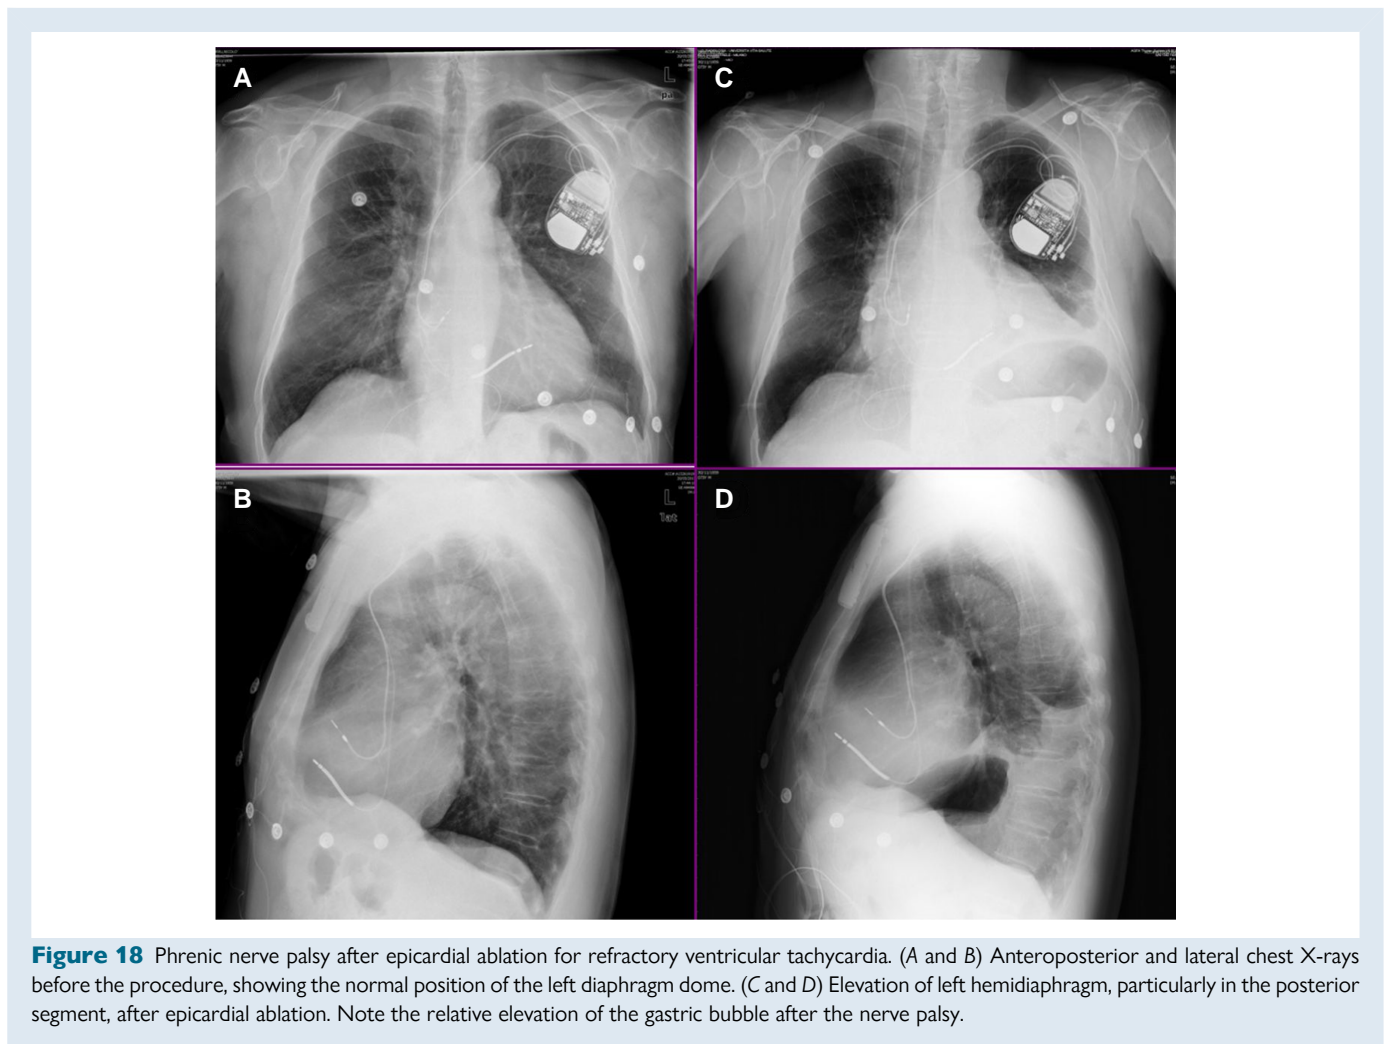 A
L
pa
C
B
L
lat
D
Figure 18 Phrenic nerve palsy after epicardial ablation for refractory ventricular tachycardia. (A and B) Anteroposterior and lateral chest X-rays
before the procedure, showing the normal position of the left diaphragm dome. (C and D) Elevation of left hemidiaphragm, particularly in the posterior
segment, after epicardial ablation. Note the relative elevation of the gastric bubble after the nerve palsy.